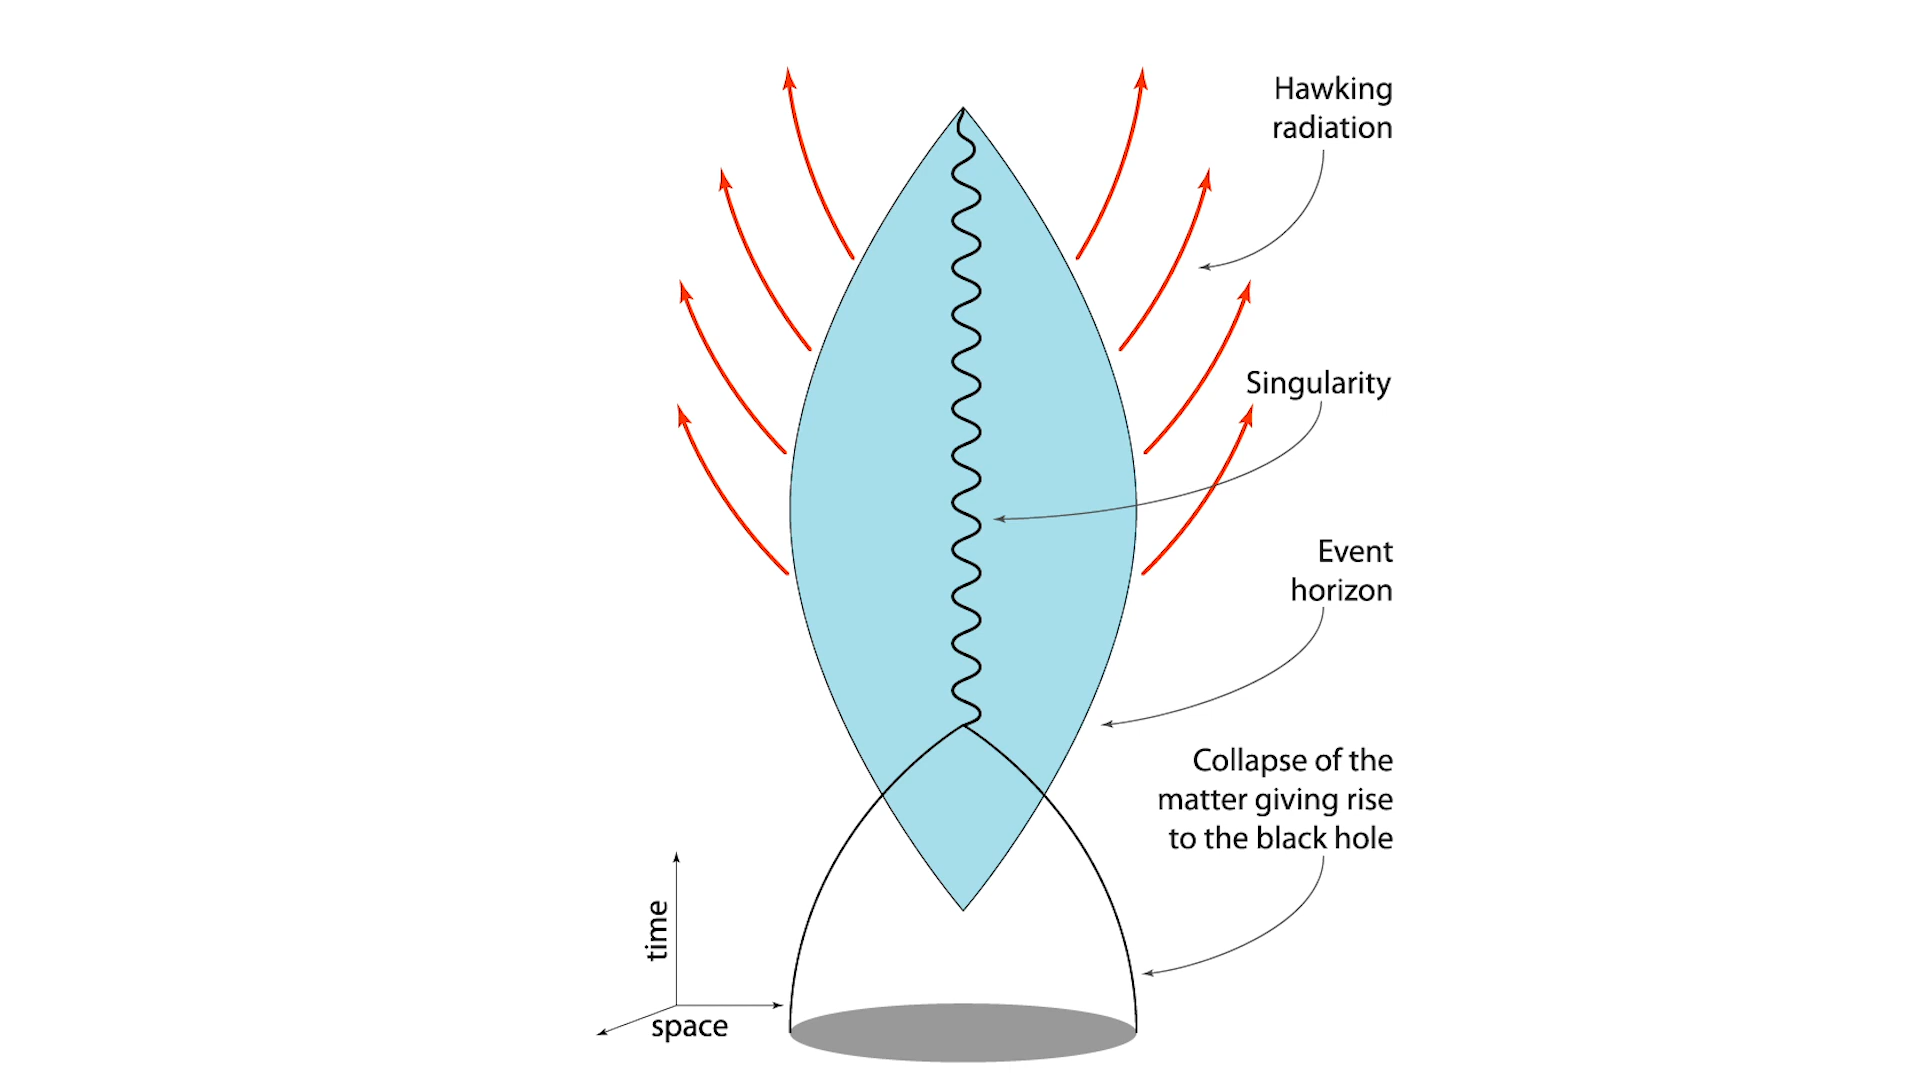 Hawking
radiation
Singularity
Event
horizon
Collapse of the
matter giving rise
to the black hole
time
space